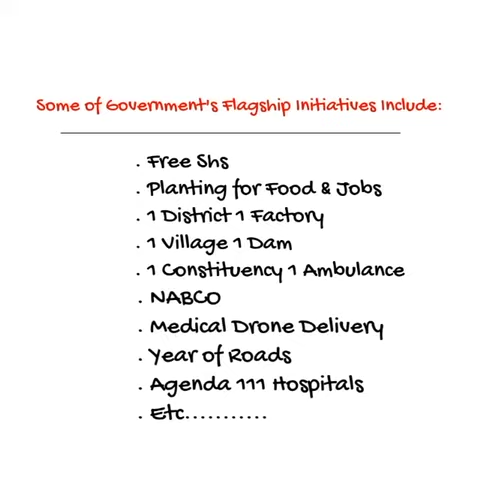 Some of Government's Flagship Initiatives Include:
. Free Shs
. Planting for Food & Jobs
. 1 District 1 Factory
. 1 Village 1 Dam
. 1 Constituency 1 Ambulance
. NABCO
. Medical Drone Delivery
. Year of Roads
. Agenda 111 Hospitals
. Etc...........